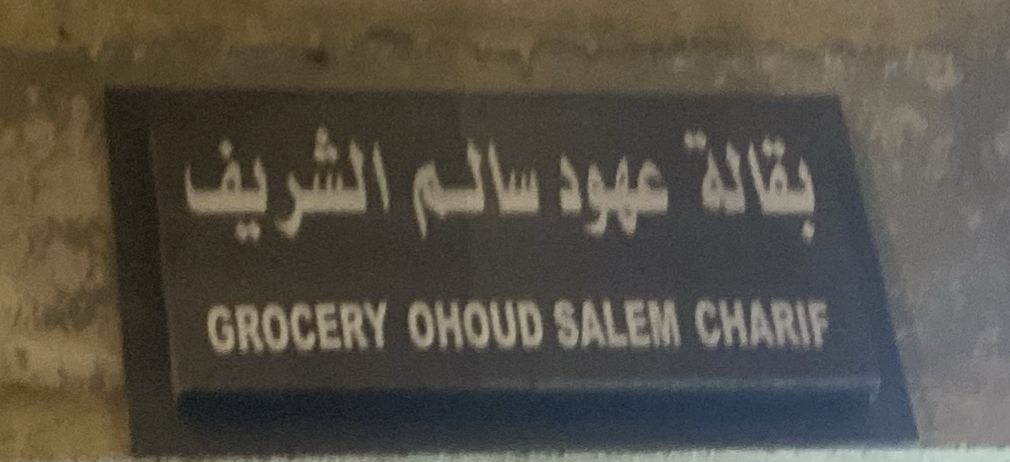 بقالة عهود سالم الشريف
GROCERY OHOUD SALEM CHARIF